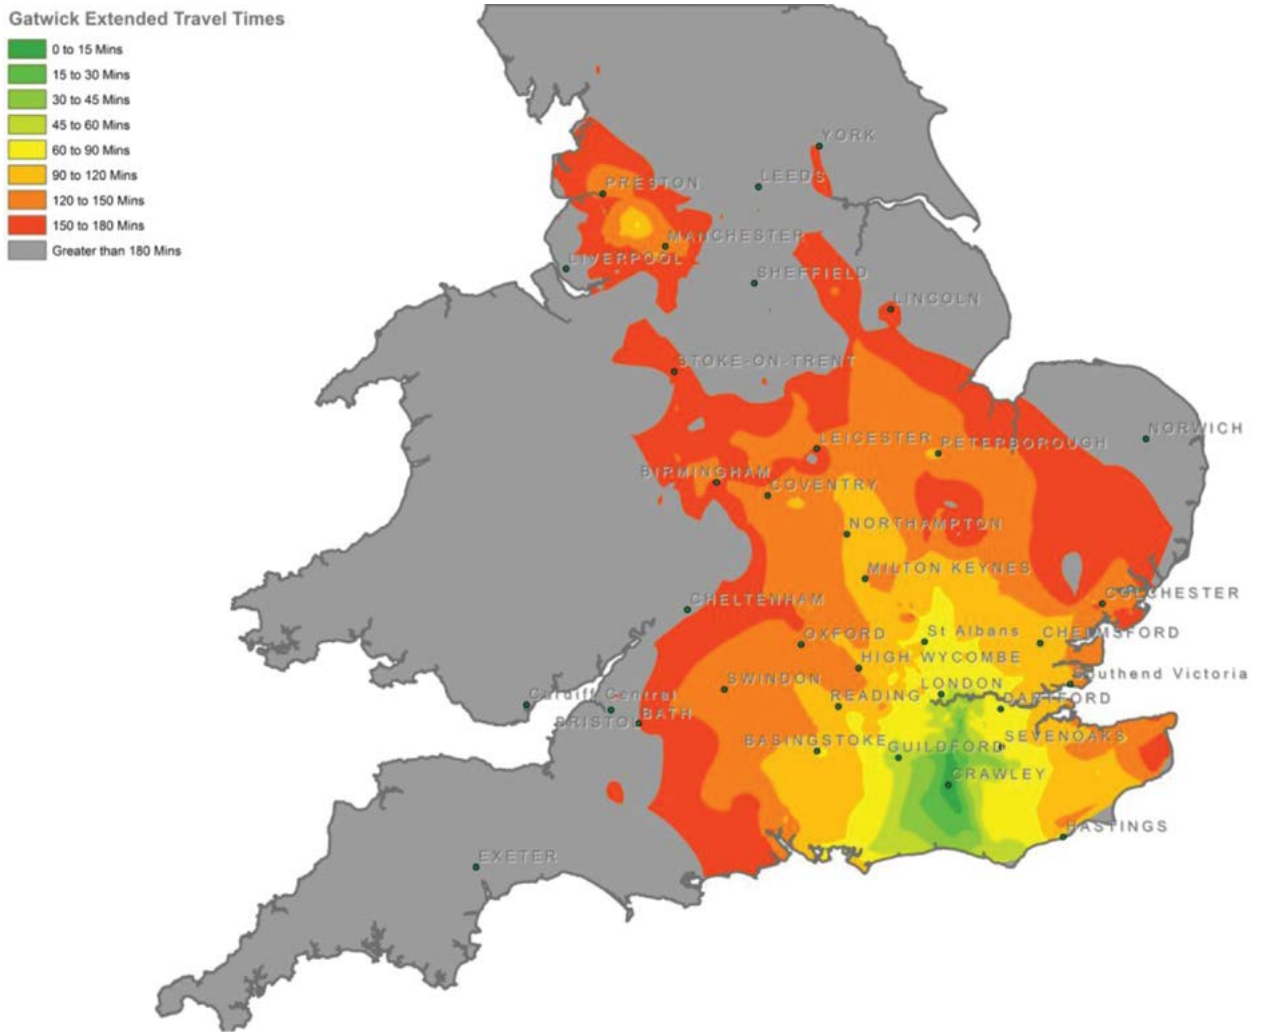 Gatwick Extended Travel Times
0 to 15 Mins
15 to 30 Mins
30 to 45 Mins
45 to 60 Mins
60 to 90 Mins
90 to 120 Mins
120 to 150 Mins
150 to 180 Mins
Greater than 180 Mins
YORK
LEEDS
PRESTON
MANCHESTER
LIVERPOOL
SHEFFIELD
LINCOLN
STOKE-ON-TRENT
NORWICH
LEICESTER
PETERBOROUGH
BIRMINGHAM
COVENTRY
NORTHAMPTON
MILTON KEYNES
COLCHESTER
CHELTENHAM
OXFORD
St Albans
CHELMSFORD
HIGH WYCOMBE
Southend Victoria
SWINDON
LONDON
READING
DARTFORD
Cardiff Central
BRISTOL
BATH
BASINGSTOKE
GUILDFORD
SEVENOAKS
CRAWLEY
HASTINGS
EXETER